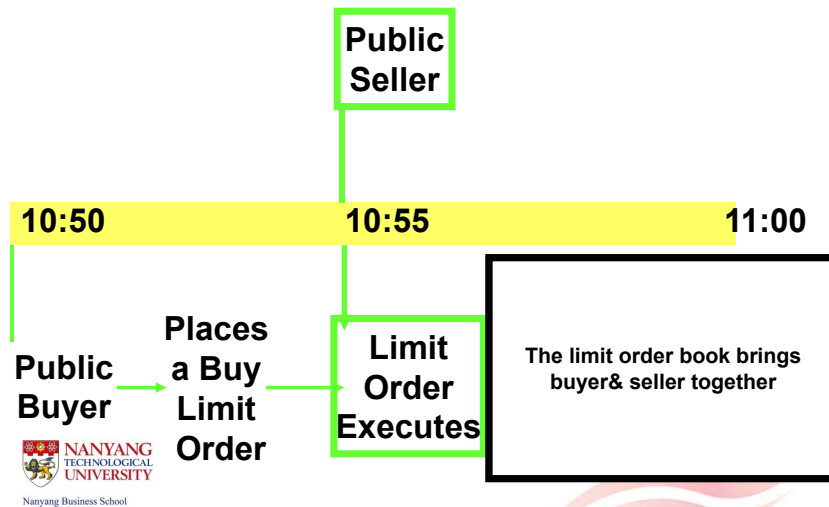 Public
Seller
10:50 10:55 11:00
Public
Buyer
Places
a Buy
Limit
Order
Limit
Order
Executes
The limit order book brings
buyer& seller together
NANYANG
TECHNOLOGICAL
UNIVERSITY
Nanyang Business School